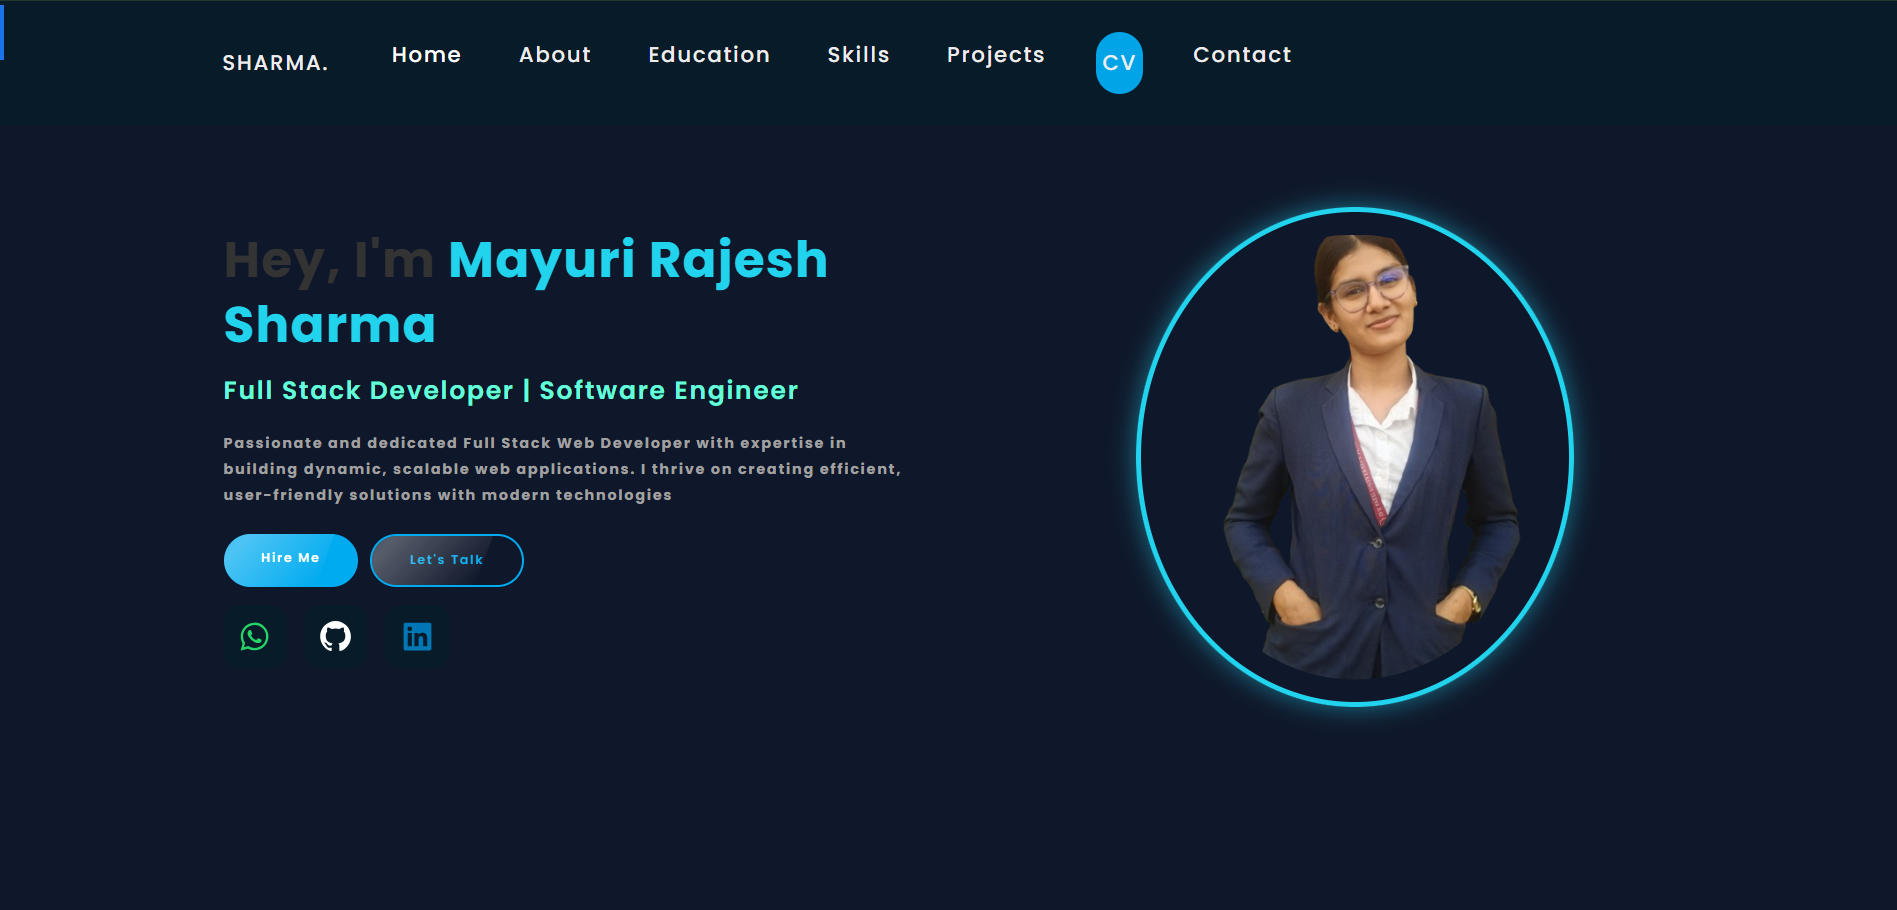 SHARMA.
Home
About
Education
Skills
Projects
CV
Contact
Hey, I'm Mayuri Rajesh
Sharma
Full Stack Developer | Software Engineer
Passionate and dedicated Full Stack Web Developer with expertise in
building dynamic, scalable web applications. I thrive on creating efficient,
user-friendly solutions with modern technologies
Hire Me
Let's Talk
in